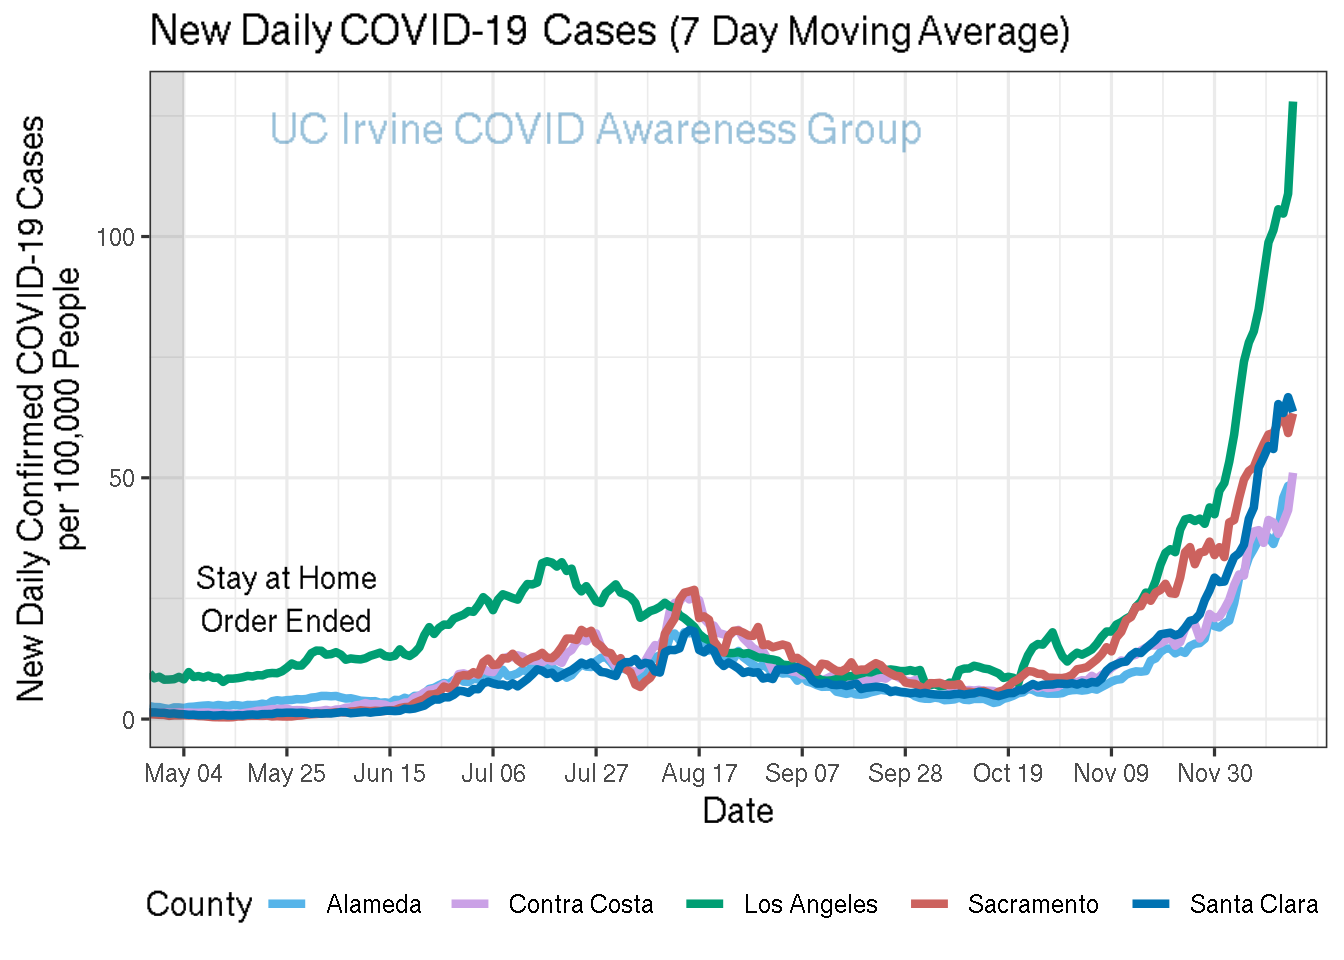 New Daily COVID-19 Cases (7 Day Moving Average)
UC Irvine COVID Awareness Group
New Daily Confirmed COVID-19 Cases
per 100,000 People
100
50
0
Stay at Home
Order Ended
May 04 May 25 Jun 15 Jul 06 Jul 27 Aug 17 Sep 07 Sep 28 Oct 19 Nov 09 Nov 30
Date
County Alameda Contra Costa Los Angeles Sacramento Santa Clara